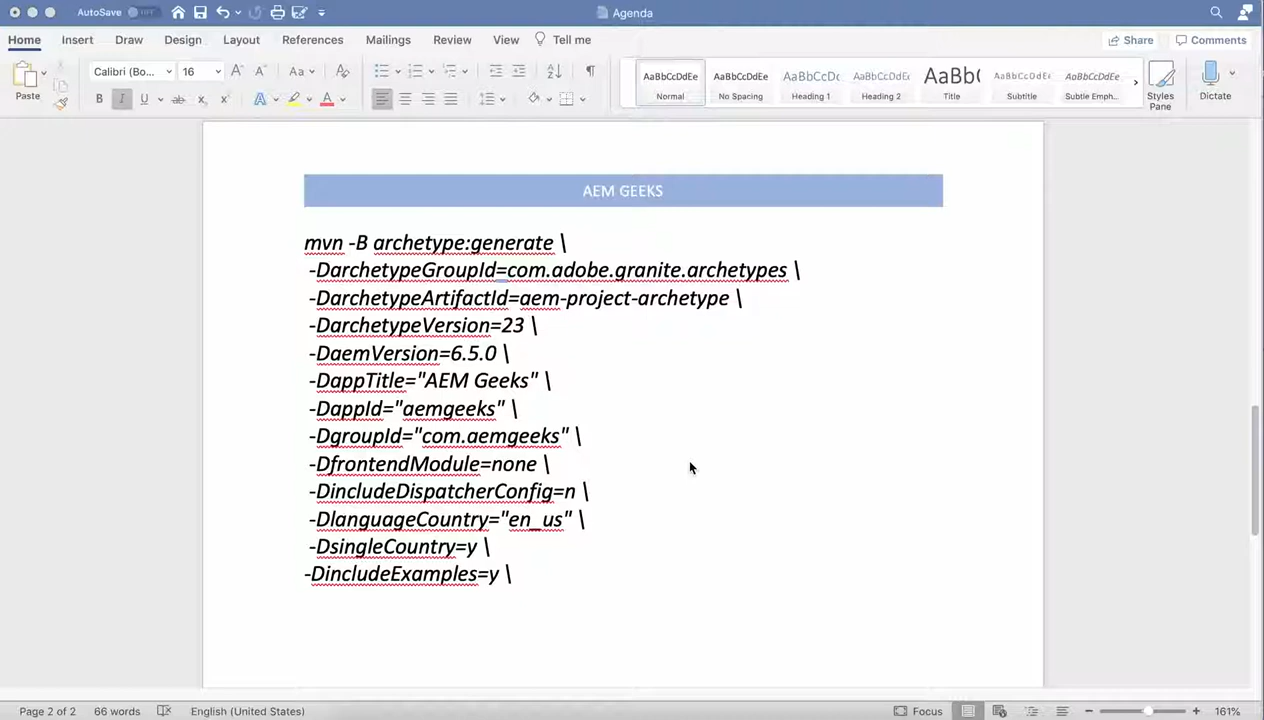 AutoSave OFF
Agenda
Home Insert Draw Design Layout References Mailings Review View Tell me Share Comments
Paste
Calibri (Bo... 16
AaBbCcDdEe AaBbCcDdEe AaBbCcDc AaBbCcDdEe AaBb( AaBbCcDdEe AaBbCcDdEe
Normal No Spacing Heading 1 Heading 2 Title Subtitle Subtle Emph...
Styles Pane
Dictate
AEM GEEKS
mvn -B archetype:generate \
-DarchetypeGroupId=com.adobe.granite.archetypes \
-DarchetypeArtifactId=aem-project-archetype \
-DarchetypeVersion=23 \
-DaemVersion=6.5.0 \
-DappTitle="AEM Geeks" \
-DappId="aemgeeks" \
-DgroupId="com.aemgeeks" \
-DfrontendModule=none \
-DincludeDispatcherConfig=n \
-DlanguageCountry="en_us" \
-DsingleCountry=y \
-DincludeExamples=y \
Page 2 of 2 66 words English (United States) Focus 161%